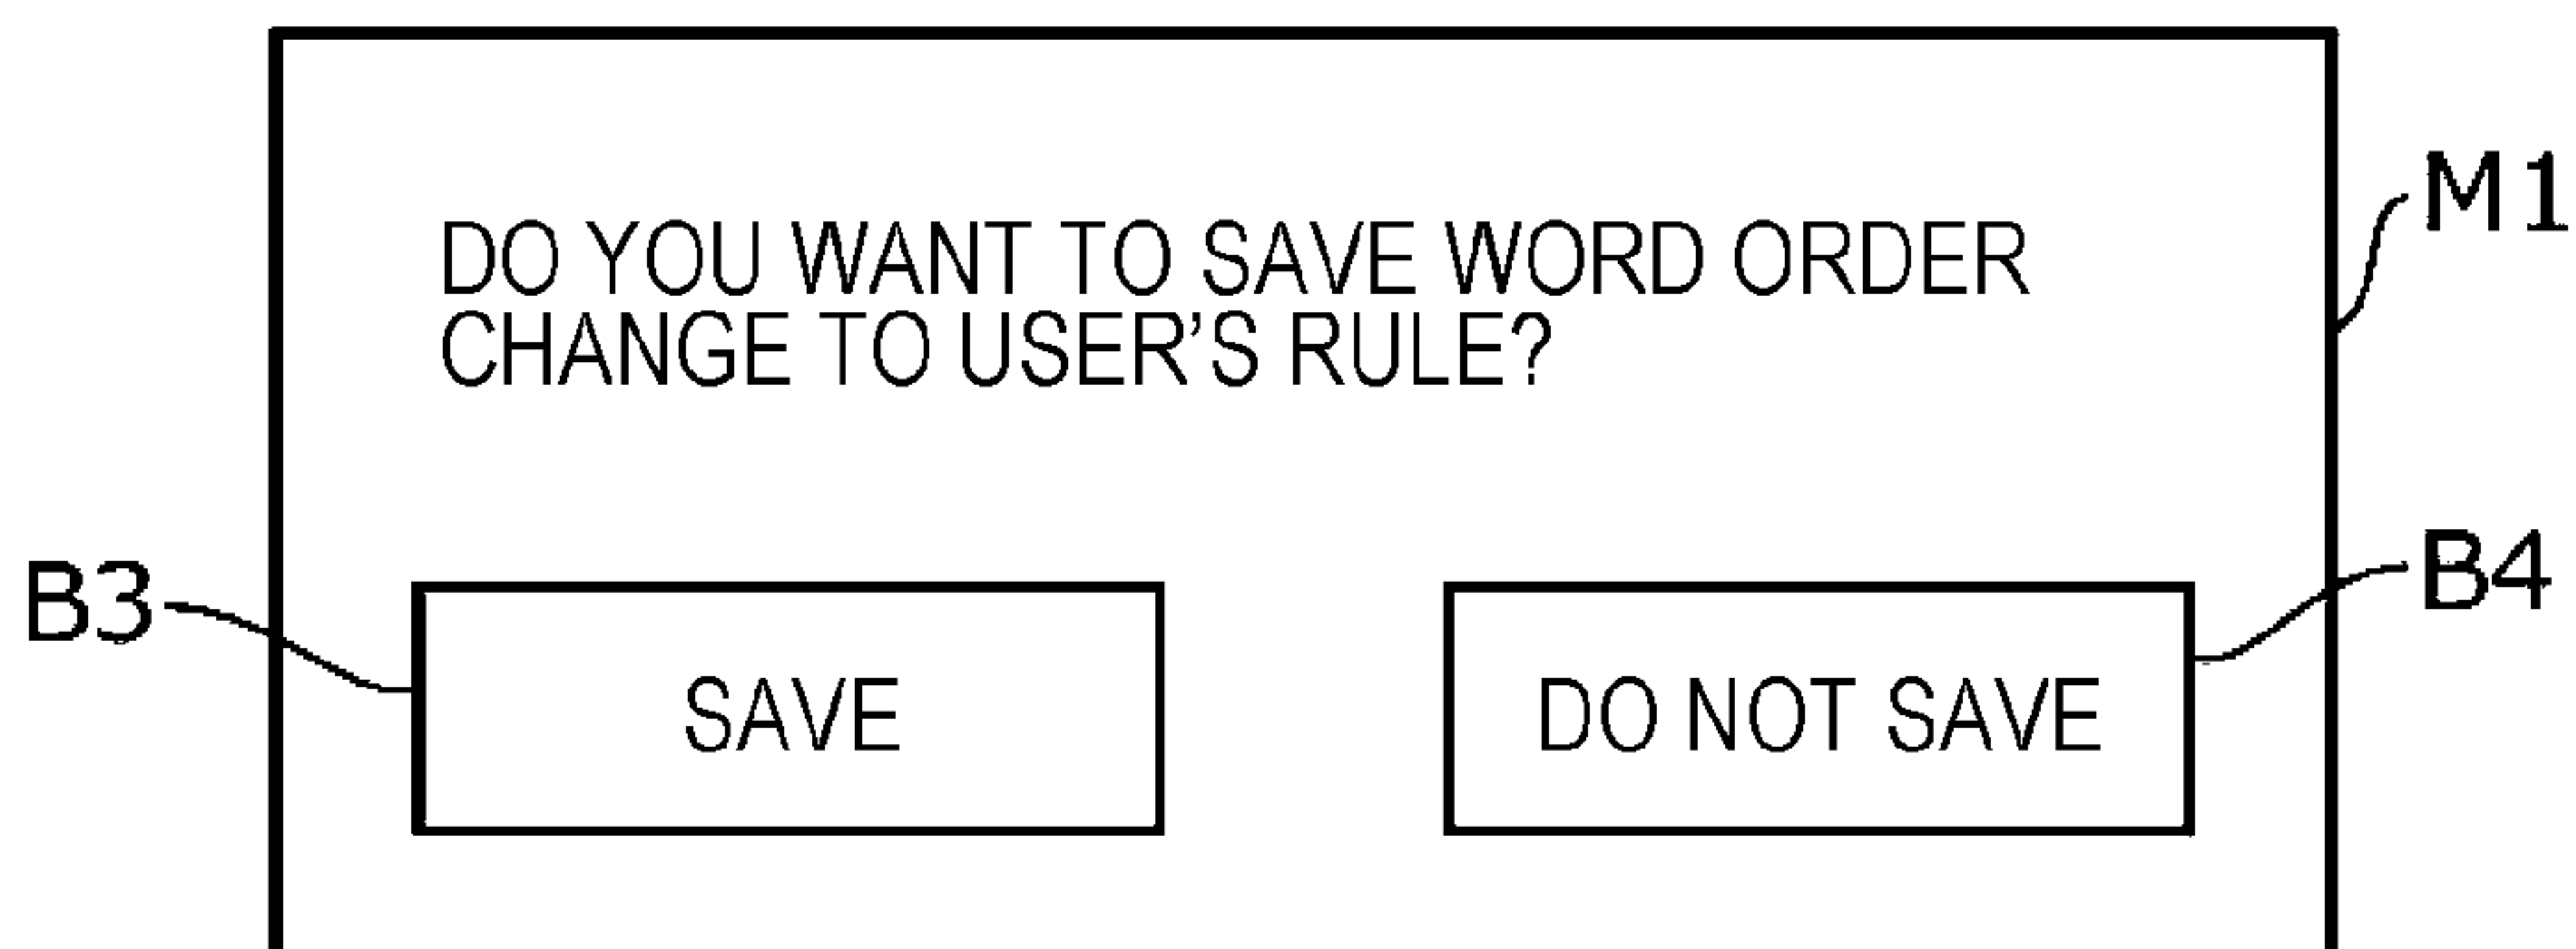 DO YOU WANT TO SAVE WORD ORDER
CHANGE TO USER’S RULE?
M1
B3
SAVE
DO NOT SAVE
B4